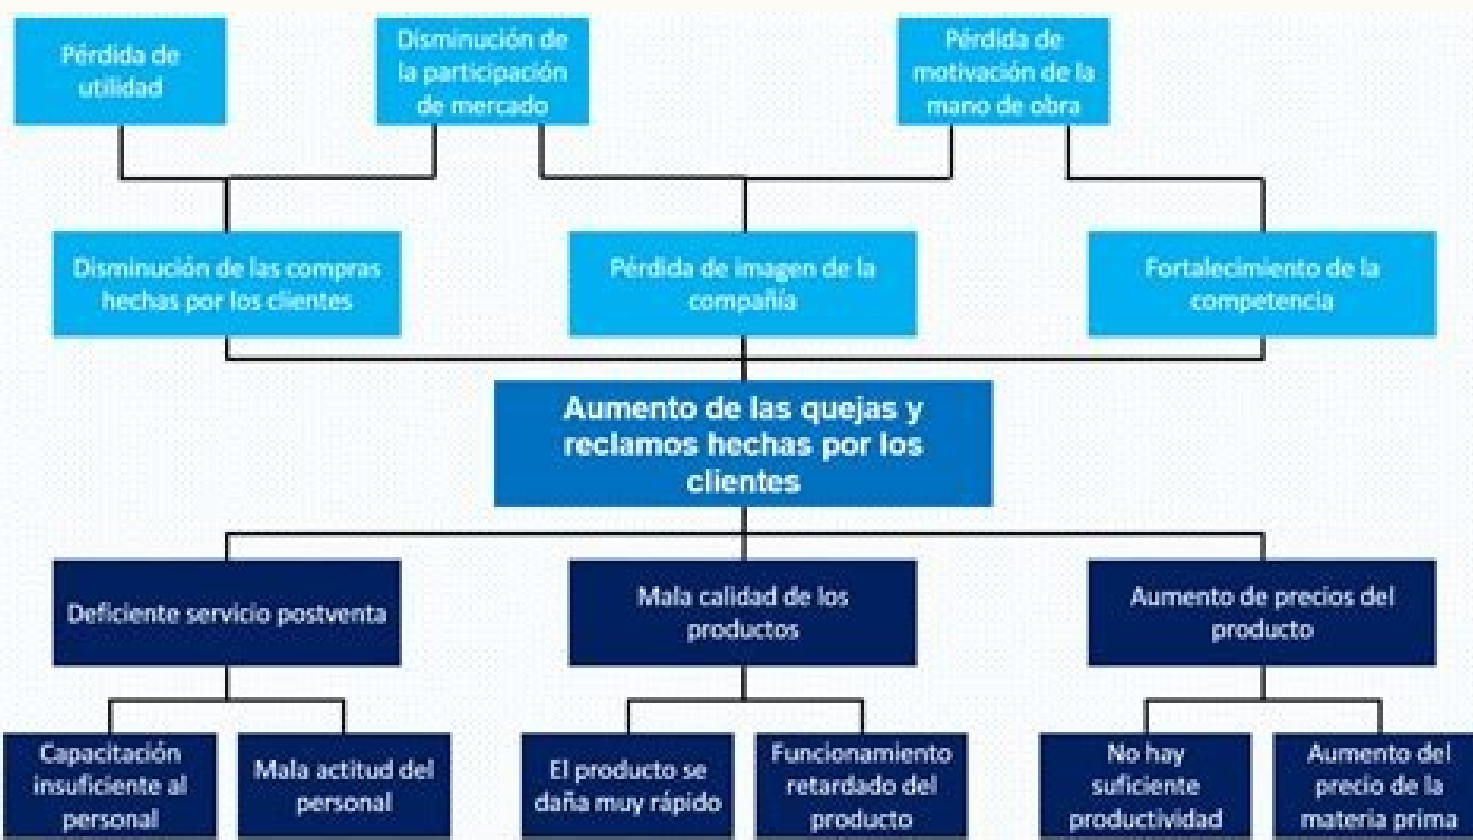 Pérdida de
utilidad
Disminución de
la participación
de mercado
Pérdida de
motivación de la
mano de obra
Disminución de las compras
hechas por los clientes
Pérdida de imagen de la
compañía
Fortalecimiento de la
competencia
Aumento de las quejas y
reclamos hechas por los
clientes
Deficiente servicio postventa
Mala calidad de los
productos
Aumento de precios del
producto
Capacitación
insuficiente al
personal
Mala actitud del
personal
El producto se
daña muy rápido
Funcionamiento
retardado del
producto
No hay
suficiente
productividad
Aumento del
precio de la
materia prima